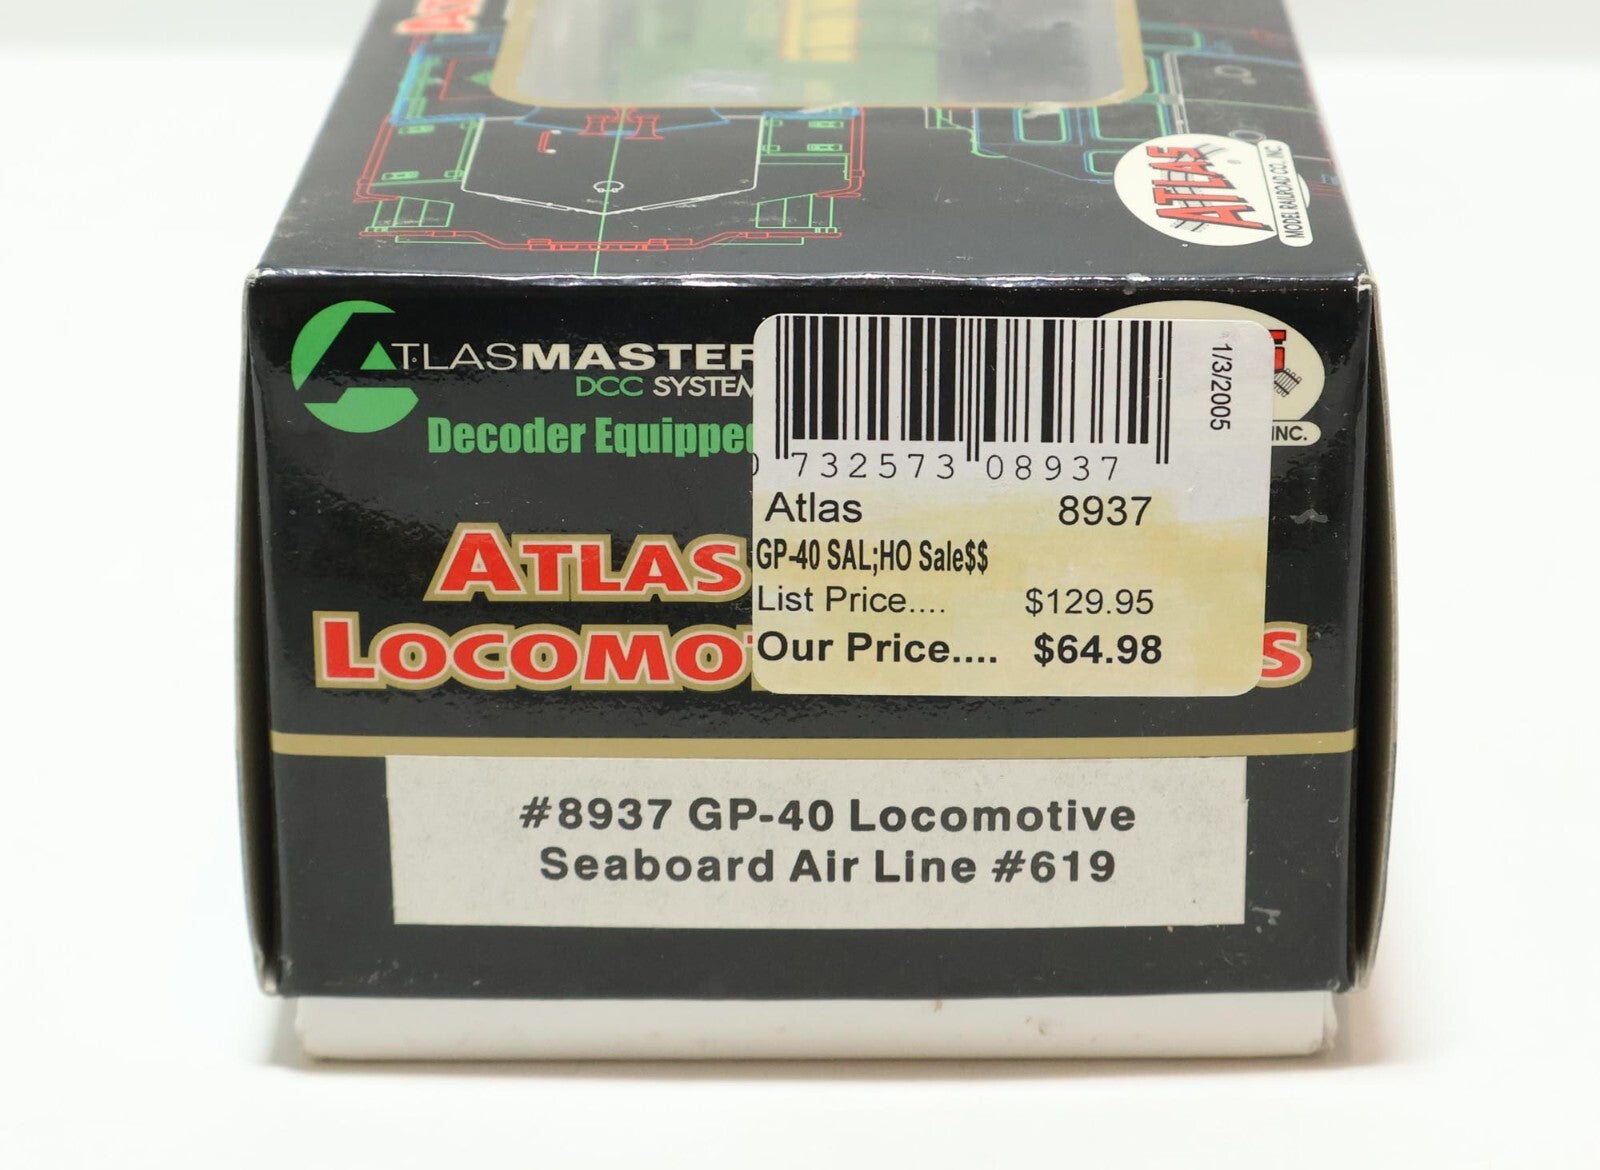 ATLAS
MODEL RAILROAD CO., INC
ATLASMASTER
DCC SYSTEM
Decoder Equipped
1/3/2005
INC.
732573 08937
Atlas 8937
GP-40 SAL;HO Sale$$
List Price.... $129.95
Our Price.... $64.98
ATLAS
LOCOMO S
#8937 GP-40 Locomotive
Seaboard Air Line #619